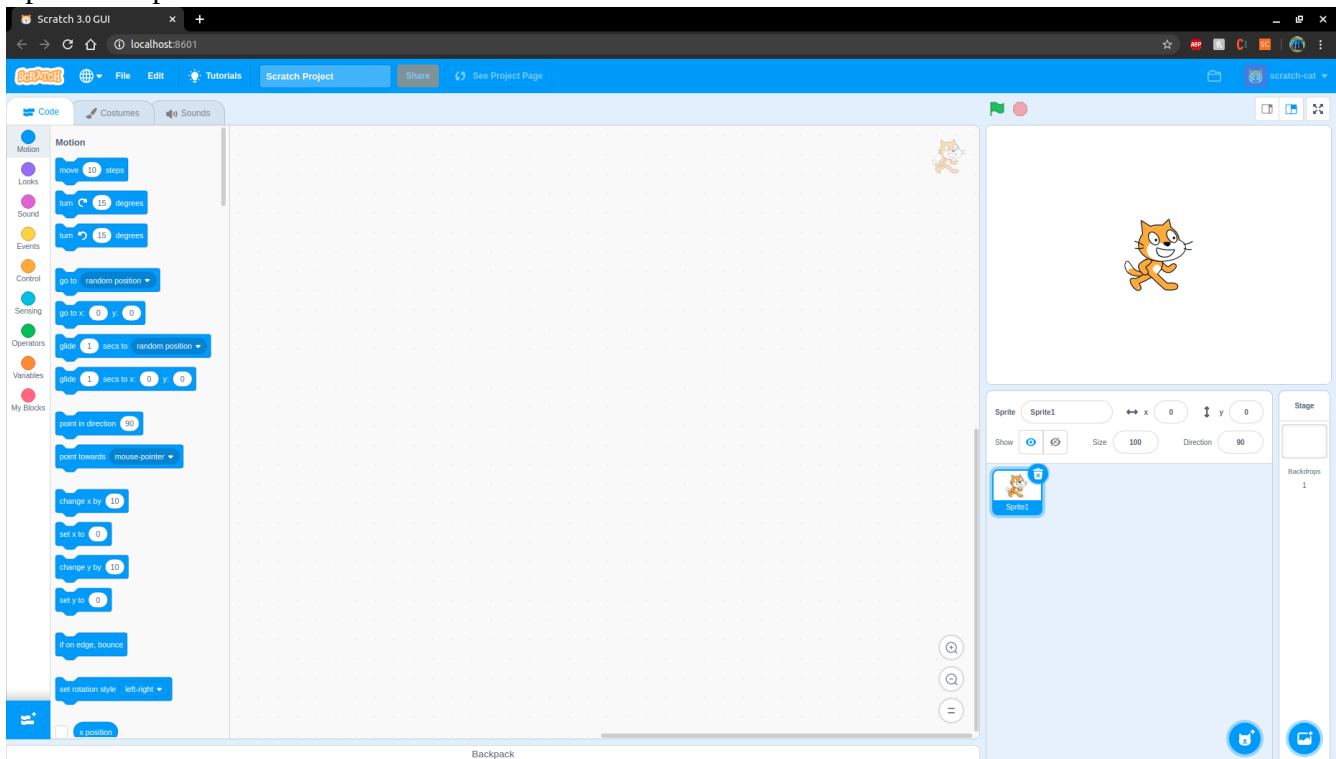 Scratch 3.0 GUI
localhost:8601
ABP
SC
SCRATCH
File
Edit
Tutorials
Scratch Project
Share
See Project Page
scratch-cat
Code
Costumes
Sounds
Motion
Looks
Sound
Events
Control
Sensing
Operators
Variables
My Blocks
Motion
move 10 steps
turn 15 degrees
turn 15 degrees
go to random position
go to x: 0 y: 0
glide 1 secs to random position
glide 1 secs to x: 0 y: 0
point in direction 90
point towards mouse-pointer
change x by 10
set x to 0
change y by 10
set y to 0
if on edge, bounce
set rotation style left-right
x position
Backpack
Sprite Sprite1 x 0 y 0
Show Size 100 Direction 90
Sprite1
Stage
Backdrops
1